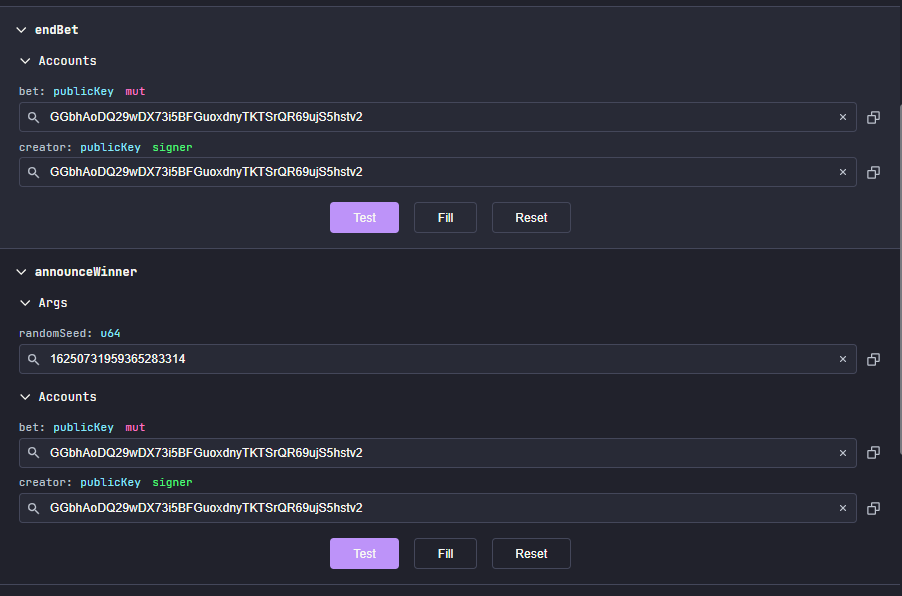 endBet
Accounts
bet: publicKey mut
GGbhAoDQ29wDX73i5BFGuoxdnyTKTSrQR69ujS5hstv2
creator: publicKey signer
GGbhAoDQ29wDX73i5BFGuoxdnyTKTSrQR69ujS5hstv2
Test Fill Reset
announceWinner
Args
randomSeed: u64
16250731959365283314
Accounts
bet: publicKey mut
GGbhAoDQ29wDX73i5BFGuoxdnyTKTSrQR69ujS5hstv2
creator: publicKey signer
GGbhAoDQ29wDX73i5BFGuoxdnyTKTSrQR69ujS5hstv2
Test Fill Reset